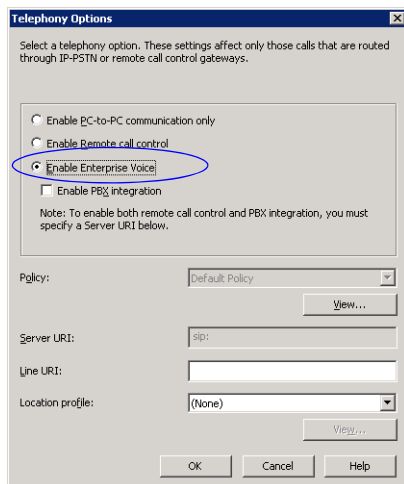 Telephony Options
Select a telephony option. These settings affect only those calls that are routed
through IP-PSTN or remote call control gateways.
Enable PC-to-PC communication only
Enable Remote call control
Enable Enterprise Voice
Enable PBX integration
Note: To enable both remote call control and PBX integration, you must
specify a Server URI below.
Policy:
Default Policy
View...
Server URI:
sip:
Line URI:
Location profile:
(None)
View...
OK
Cancel
Help